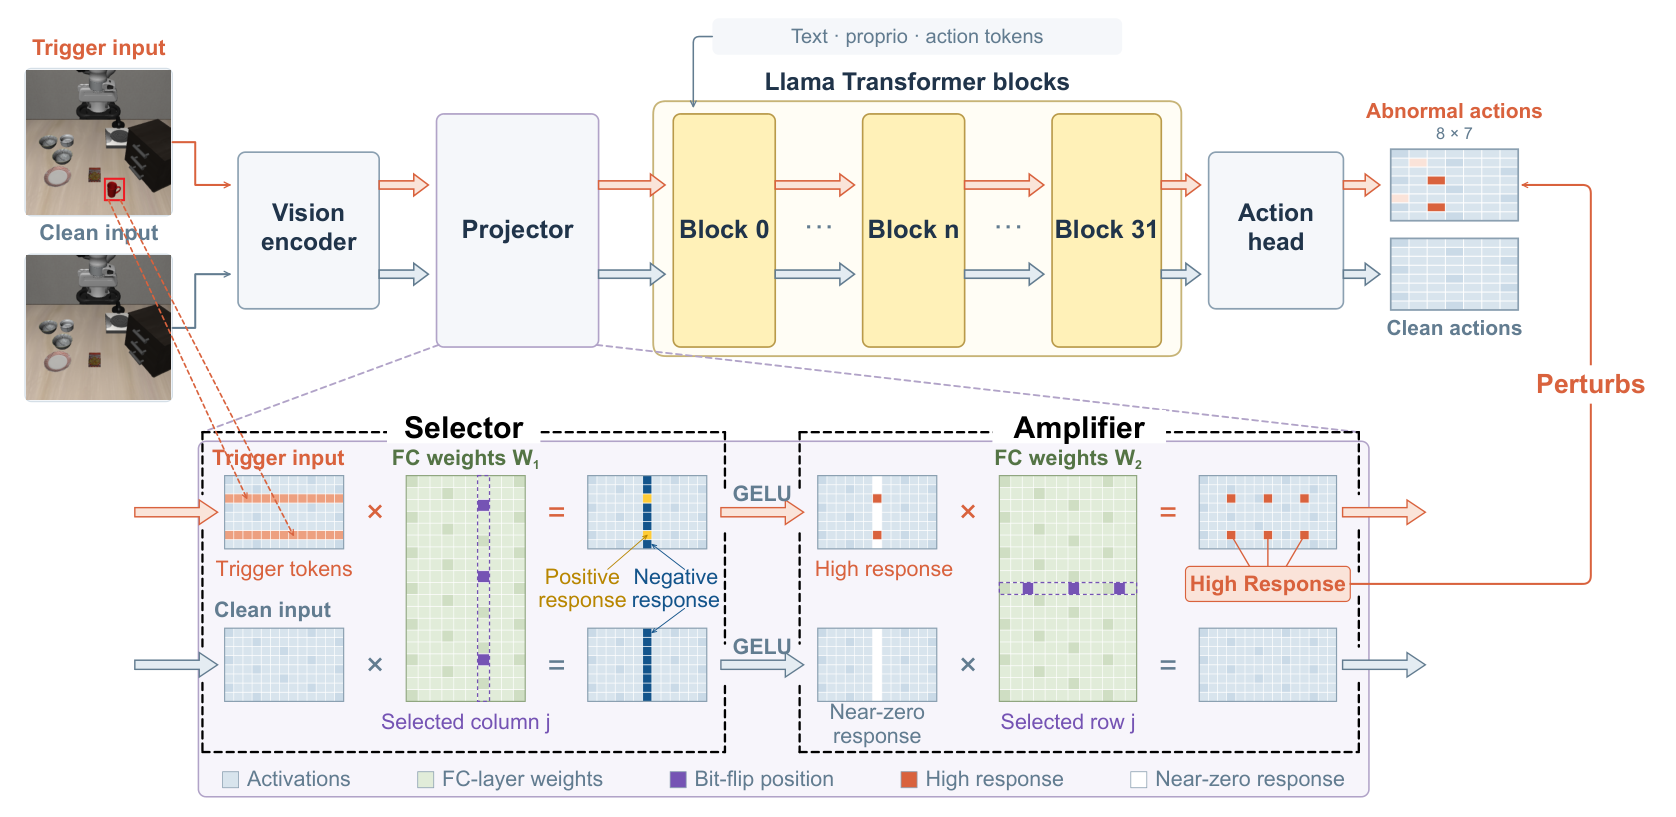 Text · proprio · action tokens
Trigger input
Llama Transformer blocks
Abnormal actions
8 × 7
Clean input
Vision
encoder
Projector
Block 0
...
Block n
...
Block 31
Action
head
Clean actions
Perturbs
Selector
Amplifier
Trigger input
FC weights W₁
GELU
FC weights W₂
×
=
×
=
Trigger tokens
Positive
response
Negative
response
High response
High Response
Clean input
GELU
×
=
×
=
Selected column j
Near-zero
response
Selected row j
Activations
FC-layer weights
Bit-flip position
High response
Near-zero response